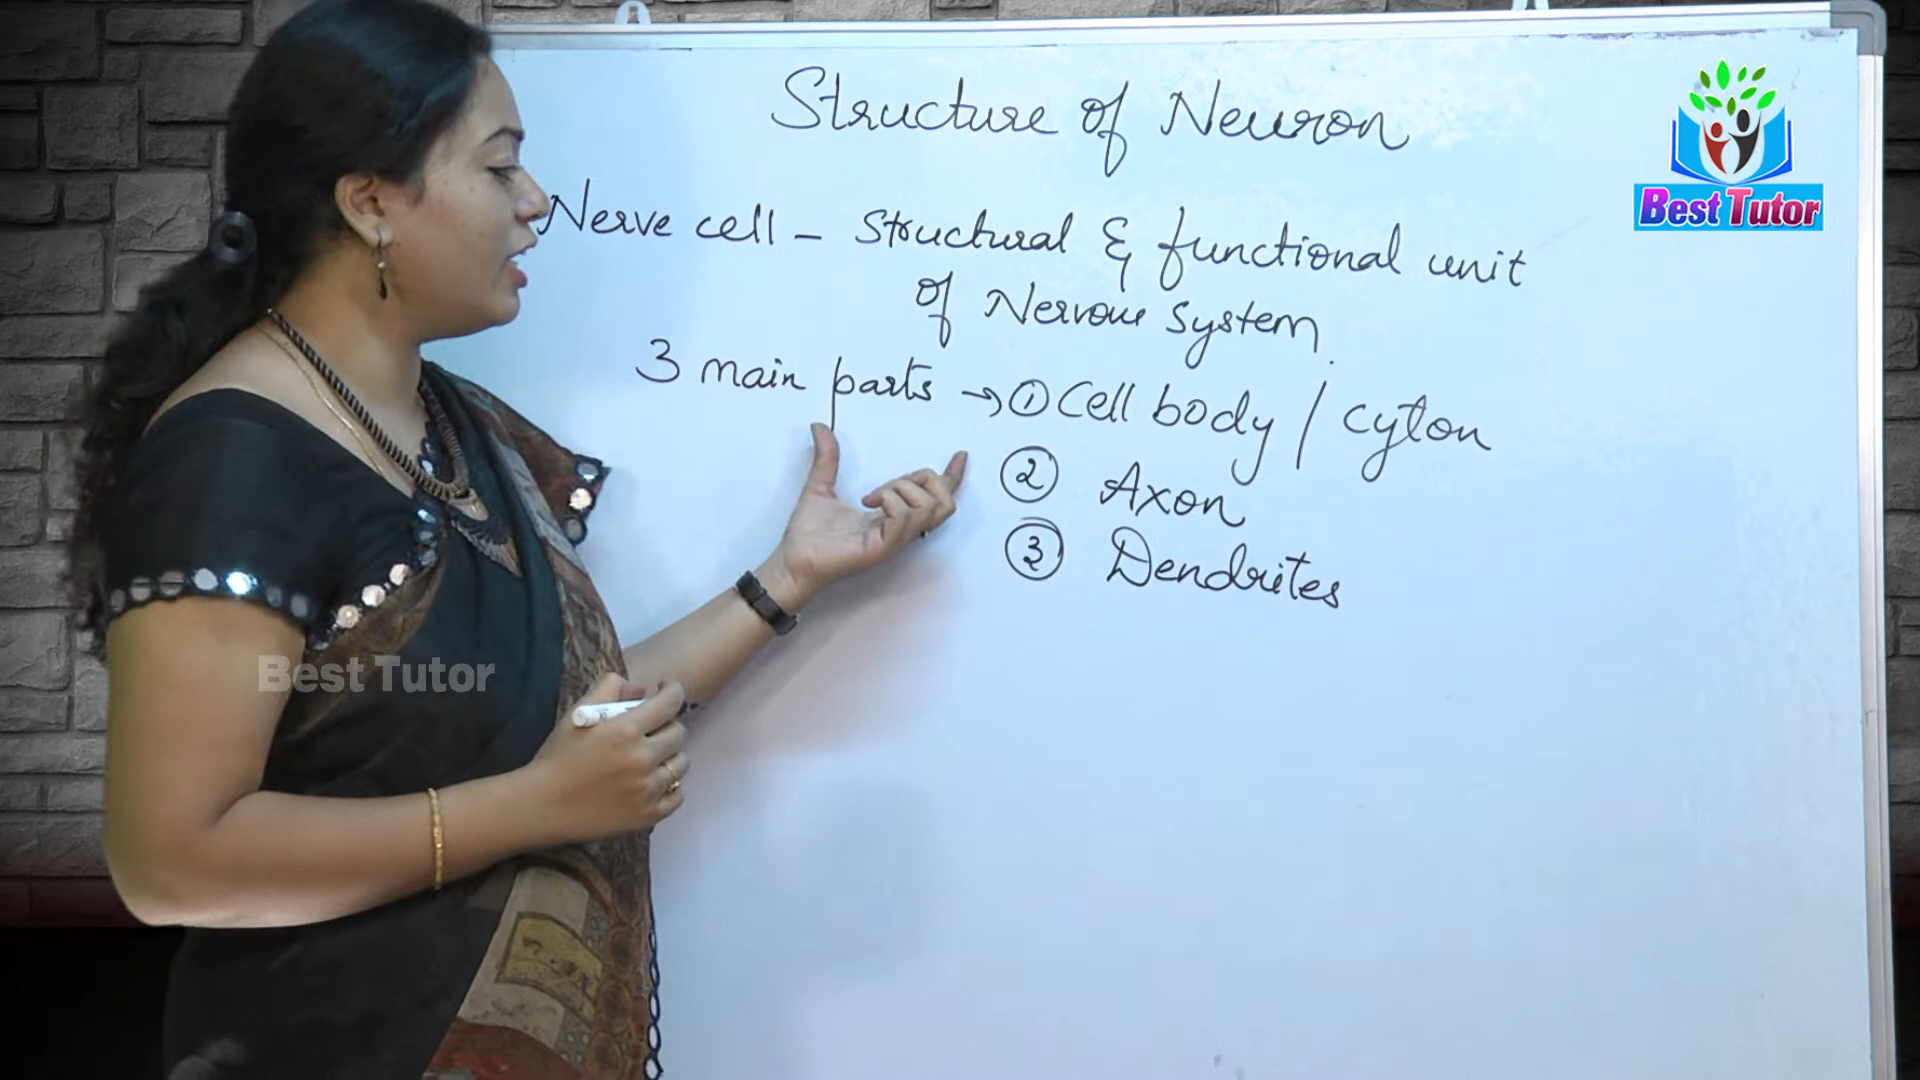 Structure of Neuron
Nerve cell - Structural & functional unit
of Nervous system.
3 main parts → ① Cell body / Cyton
② Axon
③ Dendrites
Best Tutor
Best Tutor